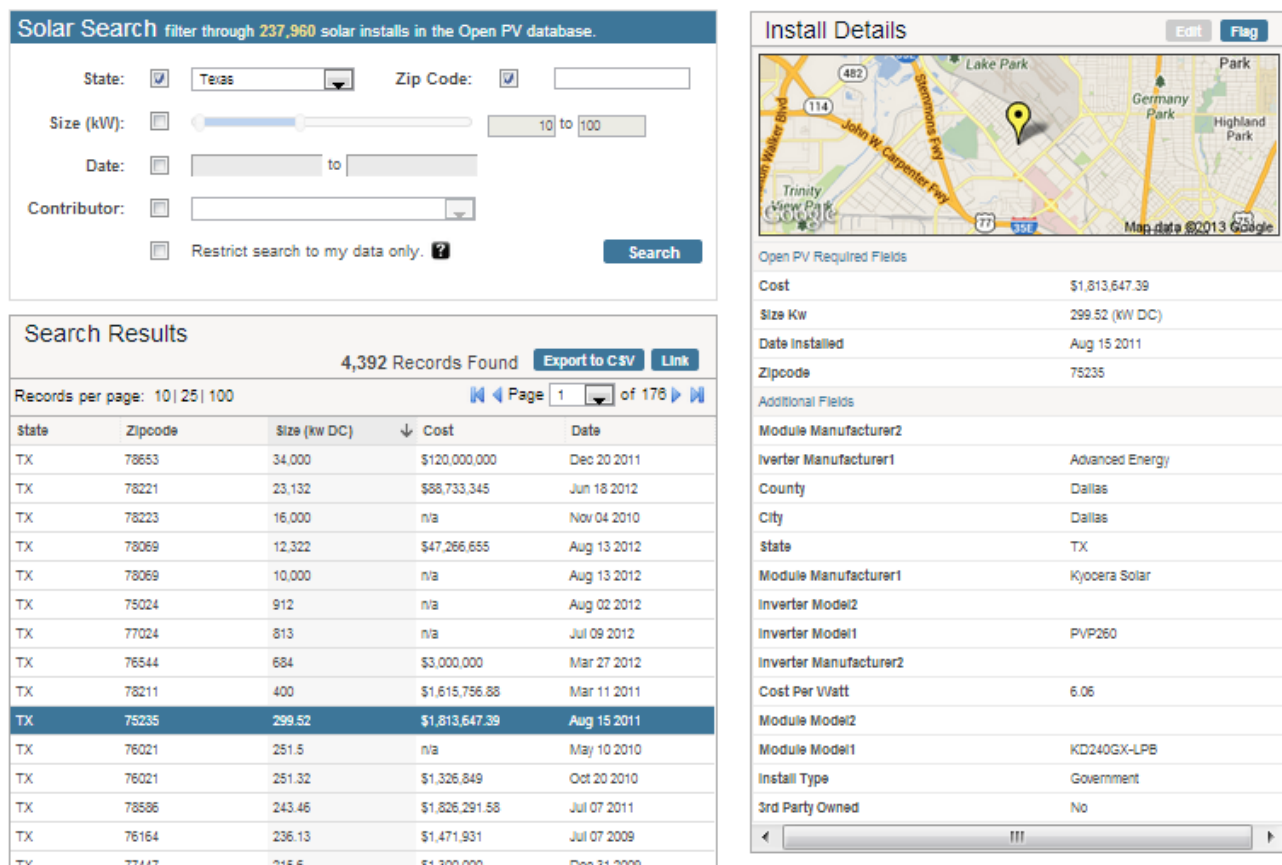 Solar Search filter through 237,960 solar installs in the Open PV database.
State: Texas Zip Code:
Size (kW): 10 to 100
Date: to
Contributor:
Restrict search to my data only. ?
Search
Search Results
4,392 Records Found Export to CSV Link
Records per page: 10| 25| 100 Page 1 of 176
State Zipcode Size (kw DC) Cost Date
TX 78653 34,000 $120,000,000 Dec 20 2011
TX 78221 23,132 $88,733,345 Jun 18 2012
TX 78223 16,000 n/a Nov 04 2010
TX 78069 12,322 $47,266,655 Aug 13 2012
TX 78069 10,000 n/a Aug 13 2012
TX 75024 912 n/a Aug 02 2012
TX 77024 813 n/a Jul 09 2012
TX 76544 684 $3,000,000 Mar 27 2012
TX 78211 400 $1,615,756.88 Mar 11 2011
TX 75235 299.52 $1,813,647.39 Aug 15 2011
TX 76021 251.5 n/a May 10 2010
TX 76021 251.32 $1,326,849 Oct 20 2010
TX 78586 243.46 $1,826,291.58 Jul 07 2011
TX 76164 236.13 $1,471,931 Jul 07 2009
TX 77447 215.6 $1,300,000 Dec 31 2009
Install Details Edit Flag
Lake Park
Park
482
Germany Park
114
Highland Park
Stemmons Fwy
John W. Carpenter Fwy
Walker Blvd
Trinity View Park
Google
77
35E
75
Map data ©2013 Google
Open PV Required Fields
Cost $1,813,647.39
Size Kw 299.52 (kW DC)
Date Installed Aug 15 2011
Zipcode 75235
Additional Fields
Module Manufacturer2
Iverter Manufacturer1 Advanced Energy
County Dallas
City Dallas
State TX
Module Manufacturer1 Kyocera Solar
Inverter Model2
Inverter Model1 PVP260
Inverter Manufacturer2
Cost Per Watt 6.06
Module Model2
Module Model1 KD240GX-LPB
Install Type Government
3rd Party Owned No